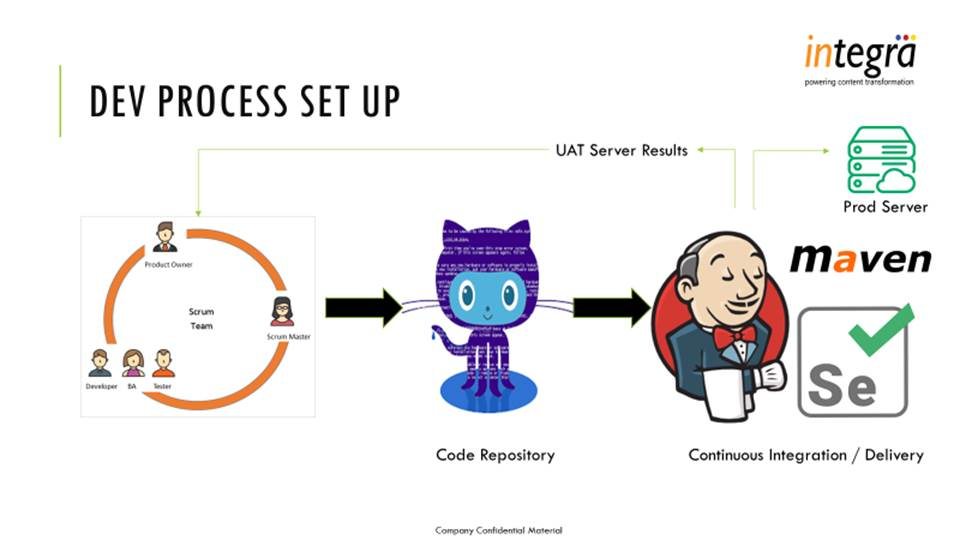 integra
powering content transformation
DEV PROCESS SET UP
UAT Server Results
Prod Server
Product Owner
Scrum
Team
Scrum Master
Developer BA Tester
maven
Se
Code Repository
Continuous Integration / Delivery
Company Confidential Material